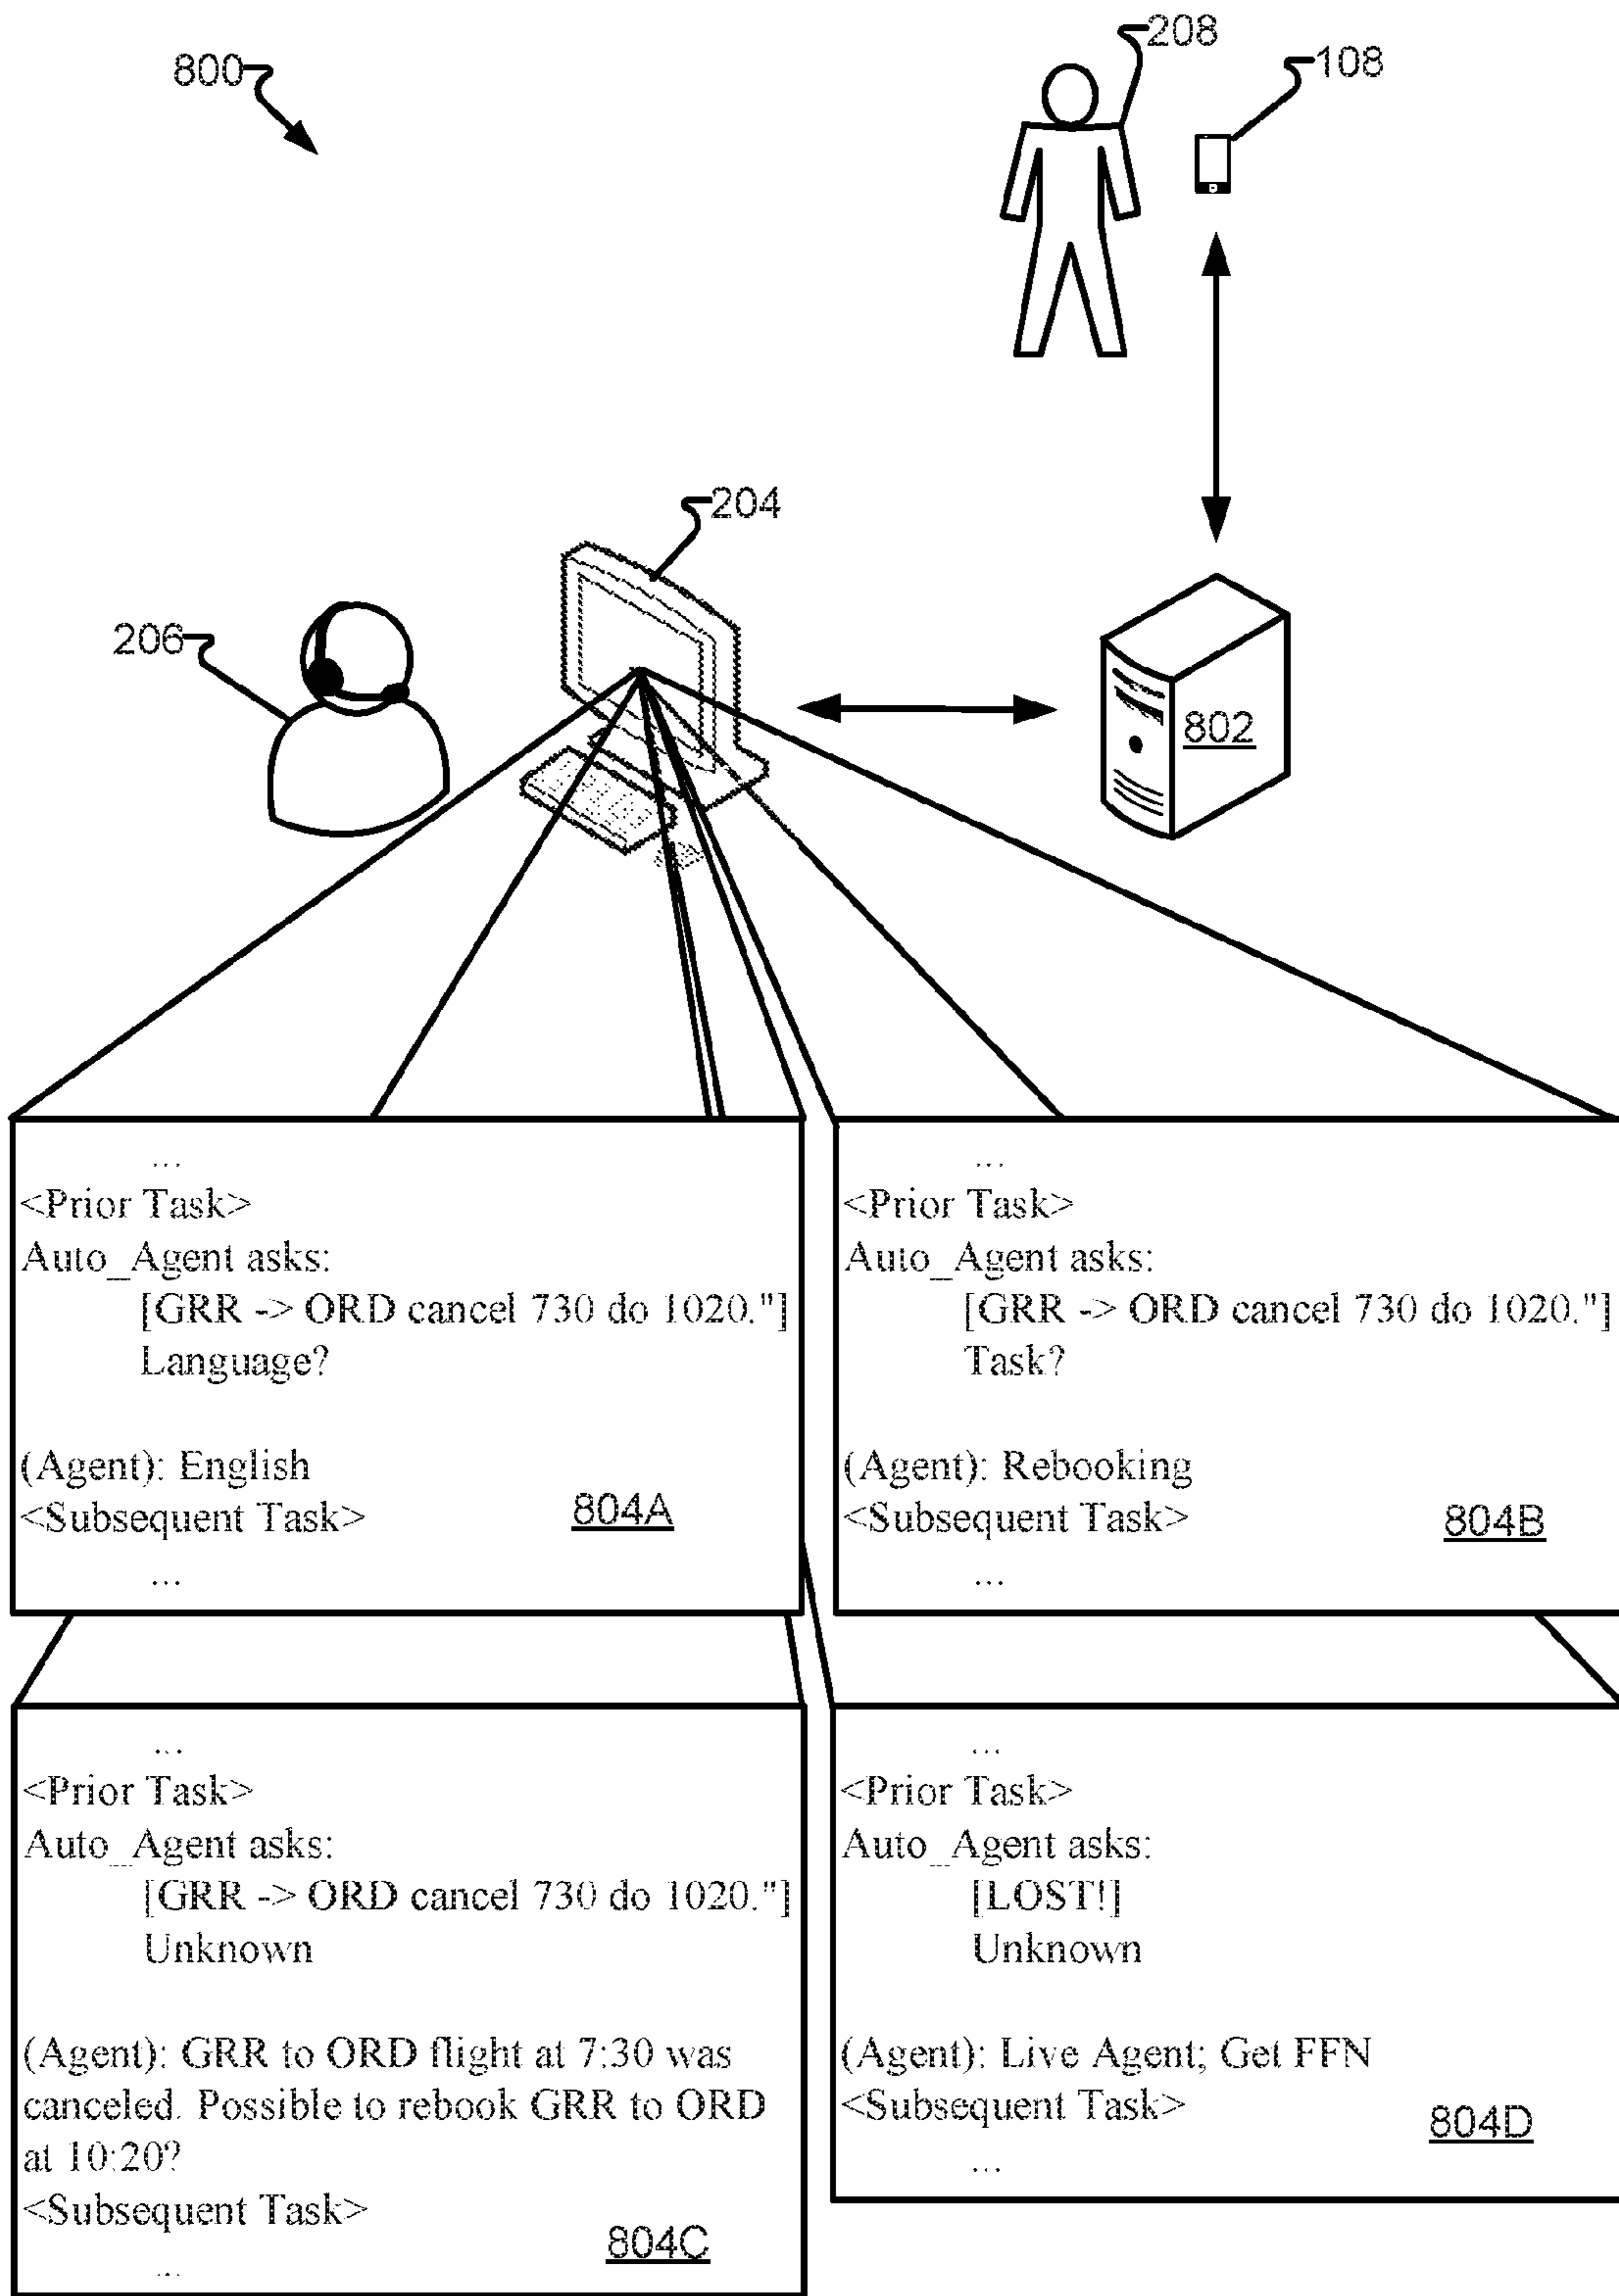 800
208
108
204
206
802
...
<Prior Task>
Auto_Agent asks:
[GRR -> ORD cancel 730 do 1020."]
Language?
(Agent): English
<Subsequent Task>
804A
...
...
<Prior Task>
Auto_Agent asks:
[GRR -> ORD cancel 730 do 1020."]
Task?
(Agent): Rebooking
<Subsequent Task>
804B
...
...
<Prior Task>
Auto_Agent asks:
[GRR -> ORD cancel 730 do 1020."]
Unknown
(Agent): GRR to ORD flight at 7:30 was
canceled. Possible to rebook GRR to ORD
at 10:20?
<Subsequent Task>
804C
...
...
<Prior Task>
Auto_Agent asks:
[LOST!]
Unknown
(Agent): Live Agent; Get FFN
<Subsequent Task>
804D
...